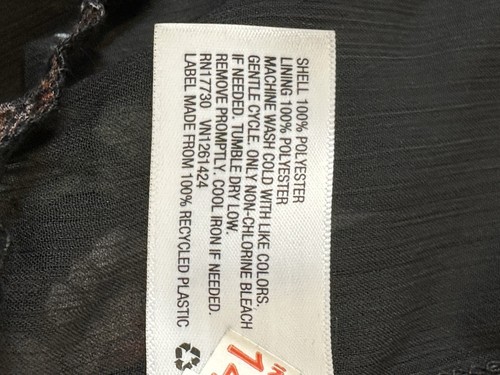 SHELL 100% POLYESTER
LINING 100% POLYESTER
MACHINE WASH COLD WITH LIKE COLORS.
GENTLE CYCLE. ONLY NON-CHLORINE BLEACH
IF NEEDED. TUMBLE DRY LOW.
REMOVE PROMPTLY. COOL IRON IF NEEDED.
RN17730 VN1261424
LABEL MADE FROM 100% RECYCLED PLASTIC